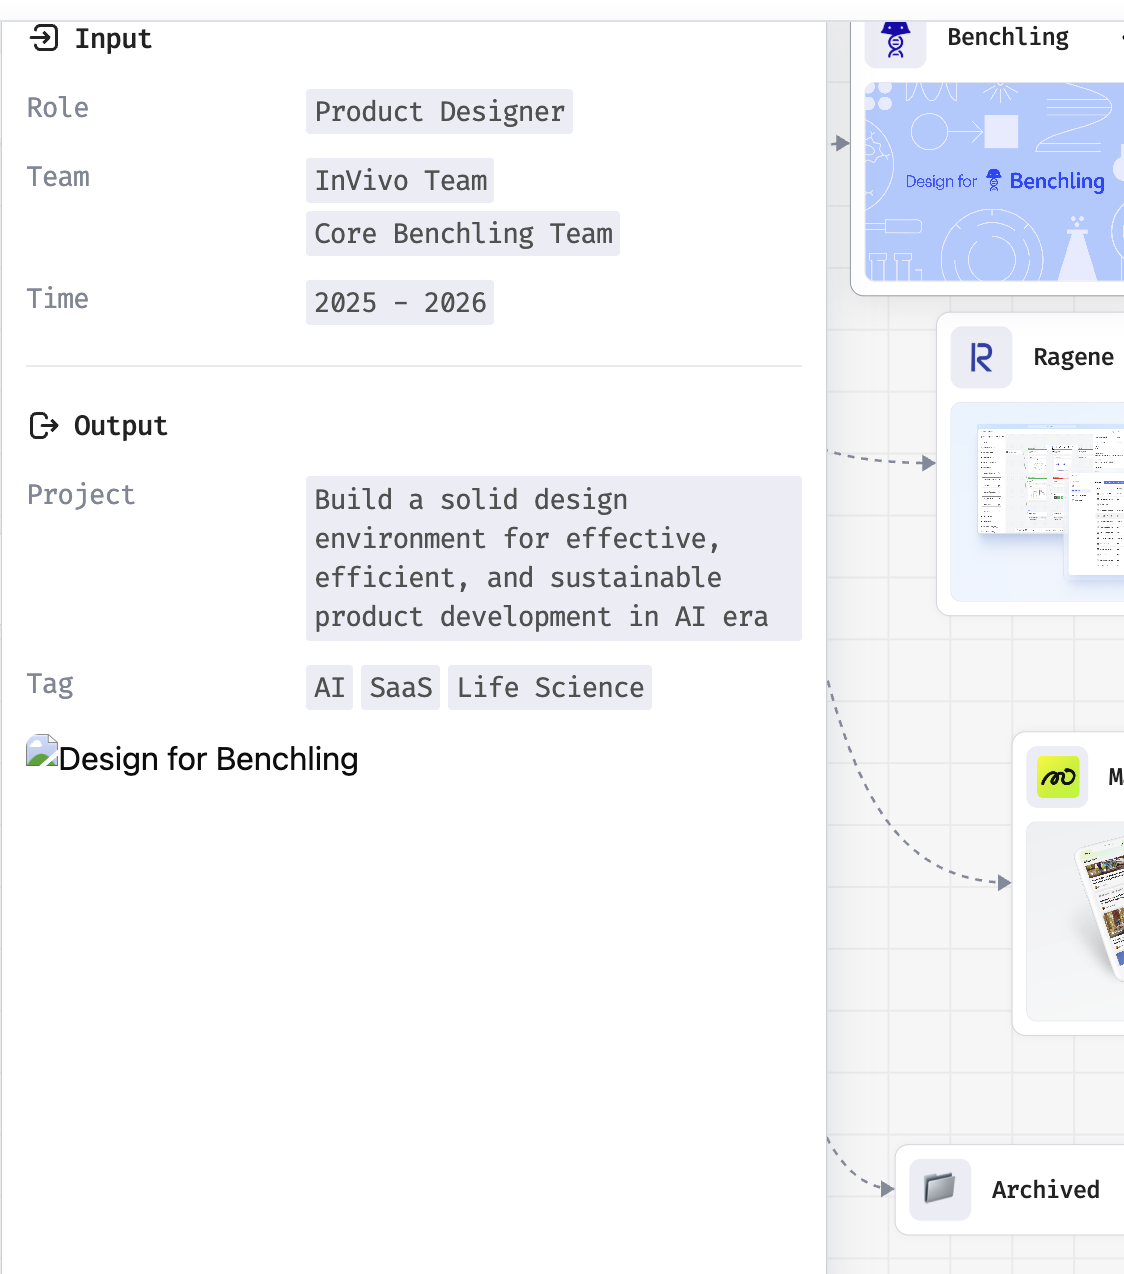 Input
Role
Product Designer
Team
InVivo Team
Core Benchling Team
Time
2025 – 2026
Output
Project
Build a solid design
environment for effective,
efficient, and sustainable
product development in AI era
Tag
AI SaaS Life Science
Design for Benchling
Benchling
Design for Benchling
Ragene
Archived